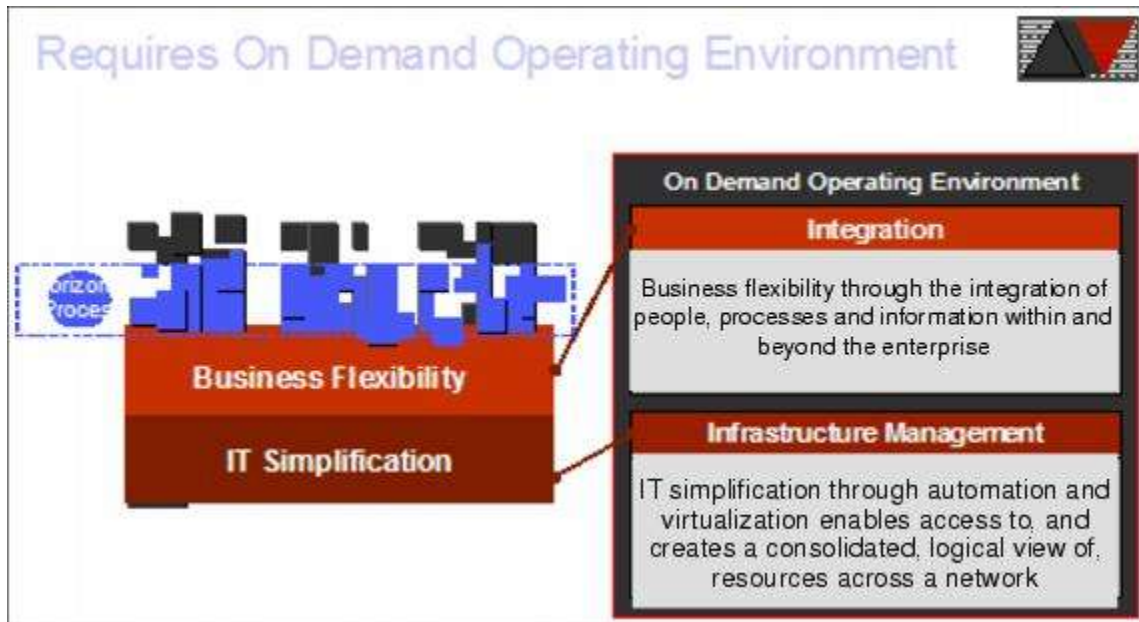 Requires On Demand Operating Environment
On Demand Operating Environment
Integration
Business flexibility through the integration of
people, processes and information within and
beyond the enterprise
Business Flexibility
IT Simplification
Infrastructure Management
IT simplification through automation and
virtualization enables access to, and
creates a consolidated, logical view of,
resources across a network